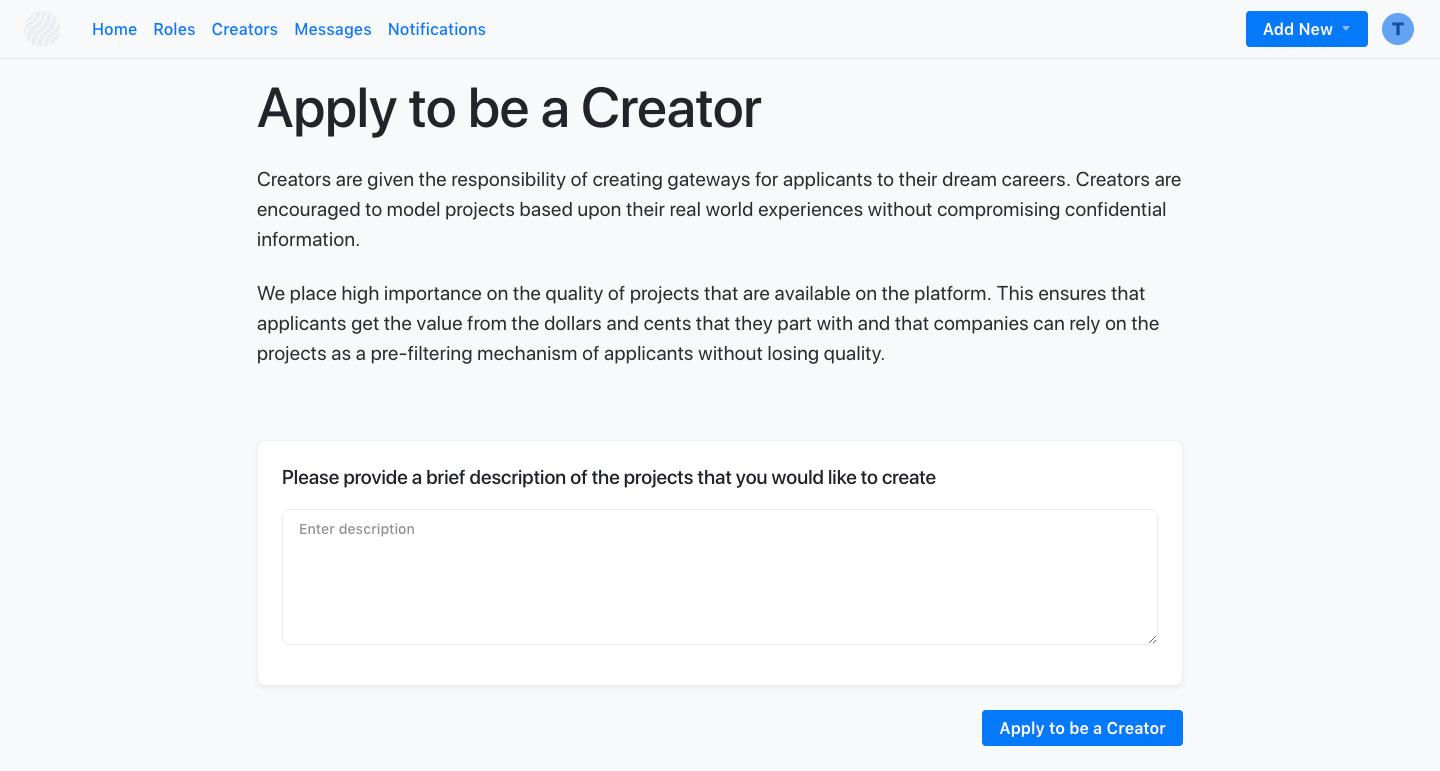 Home Roles Creators Messages Notifications Add New T
Apply to be a Creator
Creators are given the responsibility of creating gateways for applicants to their dream careers. Creators are
encouraged to model projects based upon their real world experiences without compromising confidential
information.
We place high importance on the quality of projects that are available on the platform. This ensures that
applicants get the value from the dollars and cents that they part with and that companies can rely on the
projects as a pre-filtering mechanism of applicants without losing quality.
Please provide a brief description of the projects that you would like to create
Enter description
Apply to be a Creator